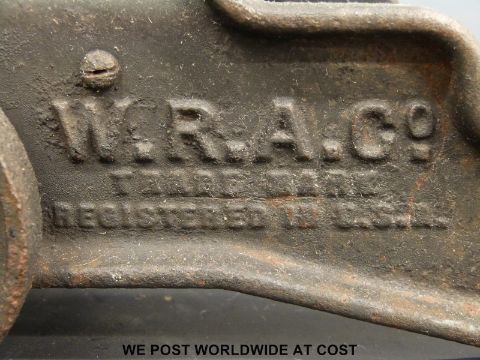 W.R.A.Co
TRADE MARK
REGISTERED IN U.S.A.
WE POST WORLDWIDE AT COST